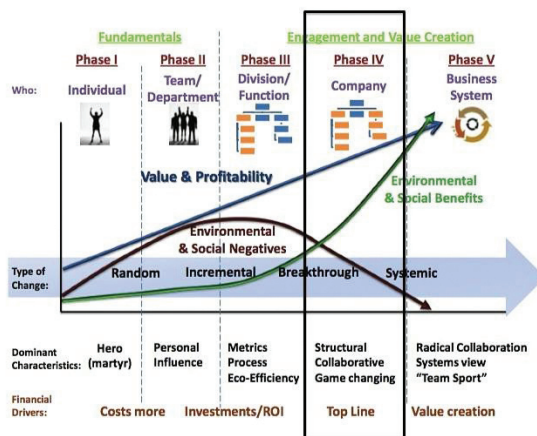 Fundamentals
Engagement and Value Creation
Phase I
Phase II
Phase III
Phase IV
Phase V
Who:
Individual
Team/
Department
Division/
Function
Company
Business
System
Value & Profitability
Environmental
& Social Benefits
Environmental
& Social Negatives
Type of
Change:
Random
Incremental
Breakthrough
Systemic
Dominant
Characteristics:
Hero
(martyr)
Personal
Influence
Metrics
Process
Eco-Efficiency
Structural
Collaborative
Game changing
Radical Collaboration
Systems view
"Team Sport"
Financial
Drivers:
Costs more
Investments/ROI
Top Line
Value creation